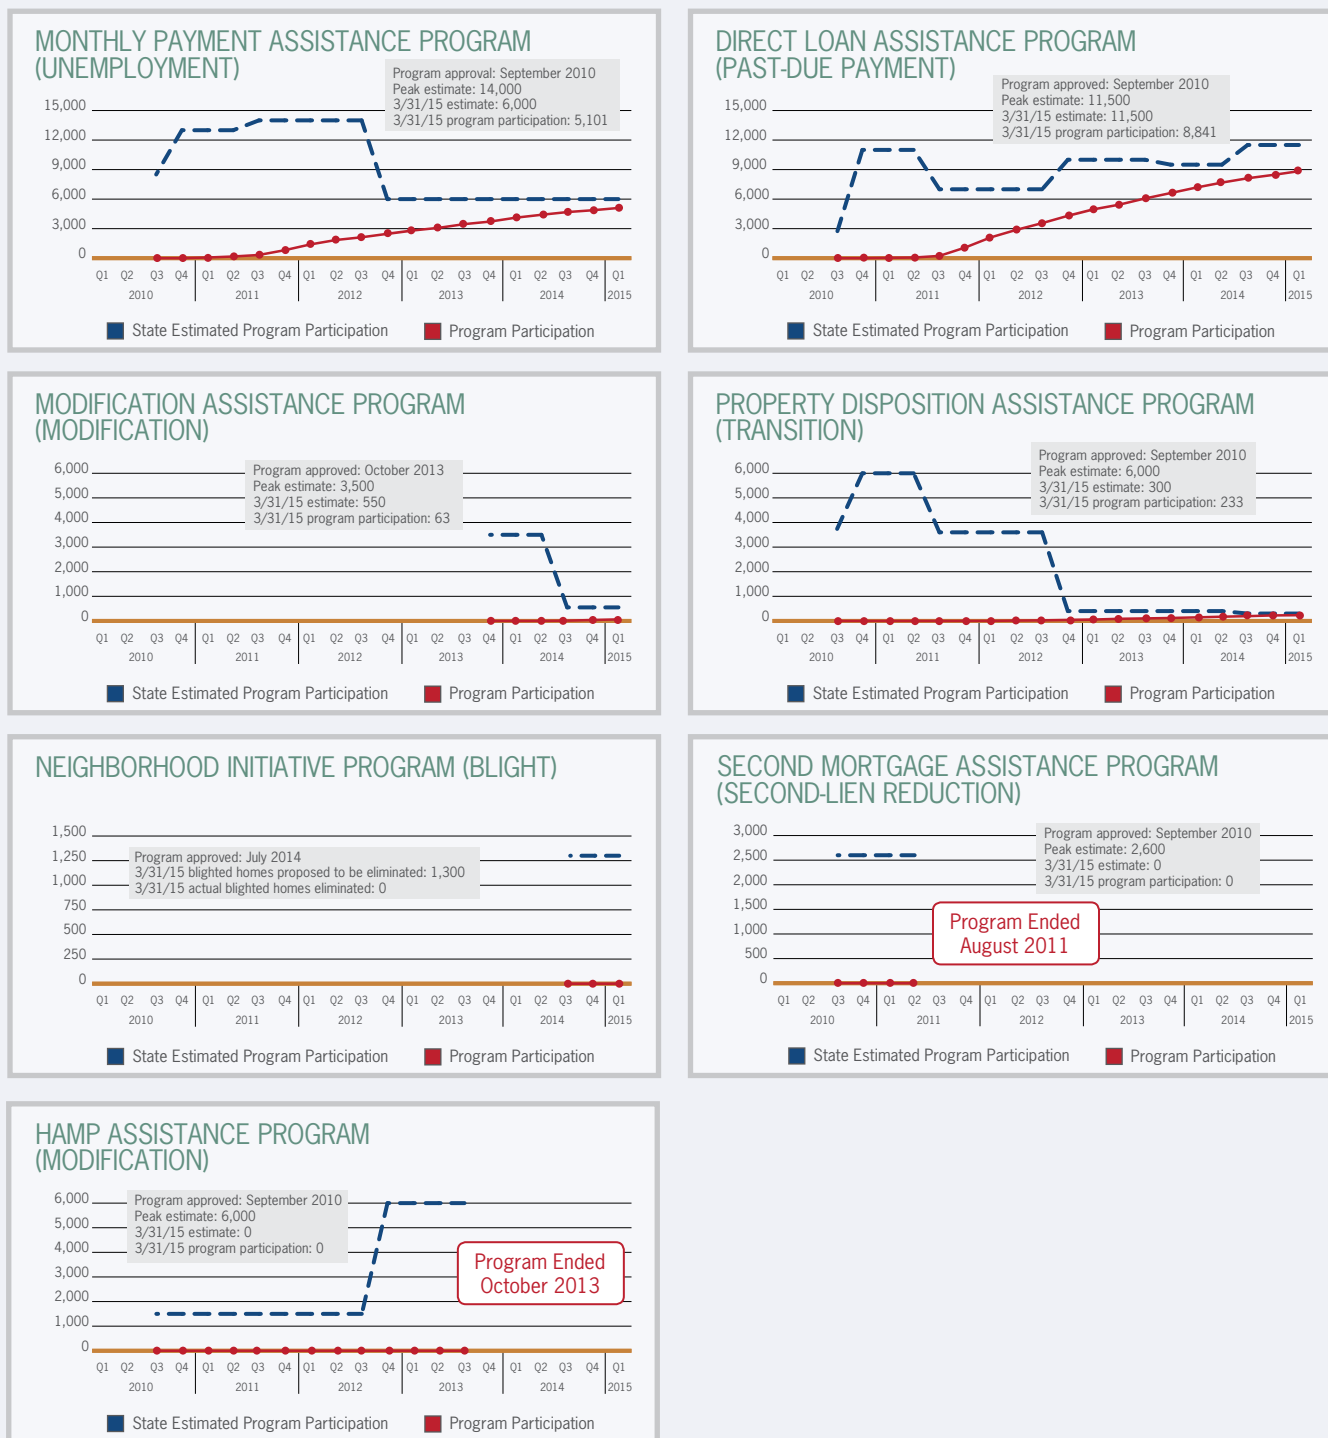 MONTHLY PAYMENT ASSISTANCE PROGRAM
(UNEMPLOYMENT)
Program approval: September 2010
Peak estimate: 14,000
3/31/15 estimate: 6,000
3/31/15 program participation: 5,101
15,000
12,000
9,000
6,000
3,000
0
Q1 Q2 Q3 Q4 Q1 Q2 Q3 Q4 Q1 Q2 Q3 Q4 Q1 Q2 Q3 Q4 Q1 Q2 Q3 Q4 Q1
2010 2011 2012 2013 2014 2015
State Estimated Program Participation Program Participation
DIRECT LOAN ASSISTANCE PROGRAM
(PAST-DUE PAYMENT)
Program approved: September 2010
Peak estimate: 11,500
3/31/15 estimate: 11,500
3/31/15 program participation: 8,841
15,000
12,000
9,000
6,000
3,000
0
Q1 Q2 Q3 Q4 Q1 Q2 Q3 Q4 Q1 Q2 Q3 Q4 Q1 Q2 Q3 Q4 Q1 Q2 Q3 Q4 Q1
2010 2011 2012 2013 2014 2015
State Estimated Program Participation Program Participation
MODIFICATION ASSISTANCE PROGRAM
(MODIFICATION)
Program approved: October 2013
Peak estimate: 3,500
3/31/15 estimate: 550
3/31/15 program participation: 63
6,000
5,000
4,000
3,000
2,000
1,000
0
Q1 Q2 Q3 Q4 Q1 Q2 Q3 Q4 Q1 Q2 Q3 Q4 Q1 Q2 Q3 Q4 Q1 Q2 Q3 Q4 Q1
2010 2011 2012 2013 2014 2015
State Estimated Program Participation Program Participation
PROPERTY DISPOSITION ASSISTANCE PROGRAM
(TRANSITION)
Program approved: September 2010
Peak estimate: 6,000
3/31/15 estimate: 300
3/31/15 program participation: 233
6,000
5,000
4,000
3,000
2,000
1,000
0
Q1 Q2 Q3 Q4 Q1 Q2 Q3 Q4 Q1 Q2 Q3 Q4 Q1 Q2 Q3 Q4 Q1 Q2 Q3 Q4 Q1
2010 2011 2012 2013 2014 2015
State Estimated Program Participation Program Participation
NEIGHBORHOOD INITIATIVE PROGRAM (BLIGHT)
Program approved: July 2014
3/31/15 blighted homes proposed to be eliminated: 1,300
3/31/15 actual blighted homes eliminated: 0
1,500
1,250
1,000
750
500
250
0
Q1 Q2 Q3 Q4 Q1 Q2 Q3 Q4 Q1 Q2 Q3 Q4 Q1 Q2 Q3 Q4 Q1 Q2 Q3 Q4 Q1
2010 2011 2012 2013 2014 2015
State Estimated Program Participation Program Participation
SECOND MORTGAGE ASSISTANCE PROGRAM
(SECOND-LIEN REDUCTION)
Program approved: September 2010
Peak estimate: 2,600
3/31/15 estimate: 0
3/31/15 program participation: 0
Program Ended
August 2011
3,000
2,500
2,000
1,500
1,000
500
0
Q1 Q2 Q3 Q4 Q1 Q2 Q3 Q4 Q1 Q2 Q3 Q4 Q1 Q2 Q3 Q4 Q1 Q2 Q3 Q4 Q1
2010 2011 2012 2013 2014 2015
State Estimated Program Participation Program Participation
HAMP ASSISTANCE PROGRAM
(MODIFICATION)
Program approved: September 2010
Peak estimate: 6,000
3/31/15 estimate: 0
3/31/15 program participation: 0
Program Ended
October 2013
6,000
5,000
4,000
3,000
2,000
1,000
0
Q1 Q2 Q3 Q4 Q1 Q2 Q3 Q4 Q1 Q2 Q3 Q4 Q1 Q2 Q3 Q4 Q1 Q2 Q3 Q4 Q1
2010 2011 2012 2013 2014 2015
State Estimated Program Participation Program Participation